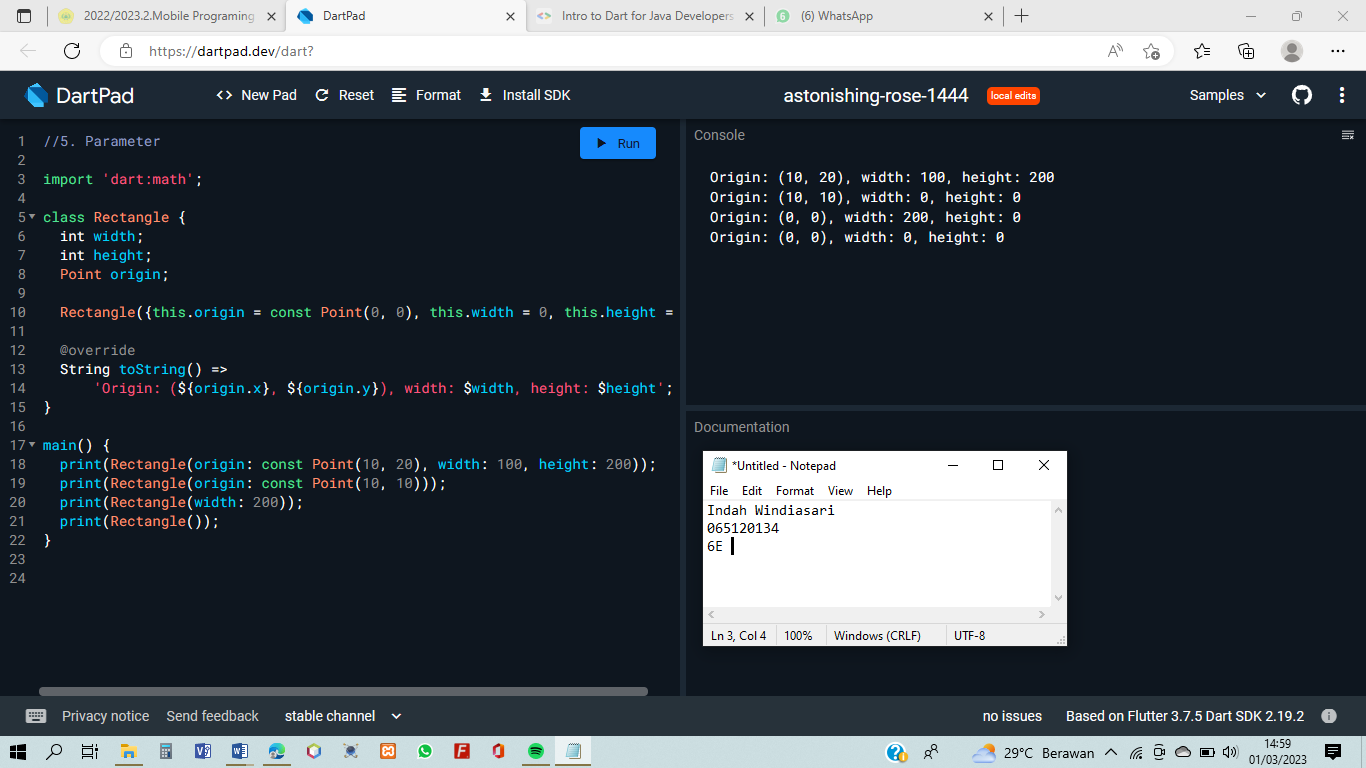 2022/2023.2.Mobile Programing
DartPad
Intro to Dart for Java Developers
6 (6) WhatsApp
https://dartpad.dev/dart?
DartPad
<> New Pad
Reset
Format
Install SDK
astonishing-rose-1444
local edits
Samples
1 //5. Parameter
2
3 import 'dart:math';
4
5 class Rectangle {
6 int width;
7 int height;
8 Point origin;
9
10 Rectangle({this.origin = const Point(0, 0), this.width = 0, this.height =
11
12 @override
13 String toString() =>
14 'Origin: (${origin.x}, ${origin.y}), width: $width, height: $height';
15 }
16
17 main() {
18 print(Rectangle(origin: const Point(10, 20), width: 100, height: 200));
19 print(Rectangle(origin: const Point(10, 10)));
20 print(Rectangle(width: 200));
21 print(Rectangle());
22 }
23
24
Run
Console
Origin: (10, 20), width: 100, height: 200
Origin: (10, 10), width: 0, height: 0
Origin: (0, 0), width: 200, height: 0
Origin: (0, 0), width: 0, height: 0
Documentation
*Untitled - Notepad
File Edit Format View Help
Indah Windiasari
065120134
6E
Ln 3, Col 4 100% Windows (CRLF) UTF-8
Privacy notice Send feedback stable channel
no issues Based on Flutter 3.7.5 Dart SDK 2.19.2
29°C Berawan
14:59
01/03/2023